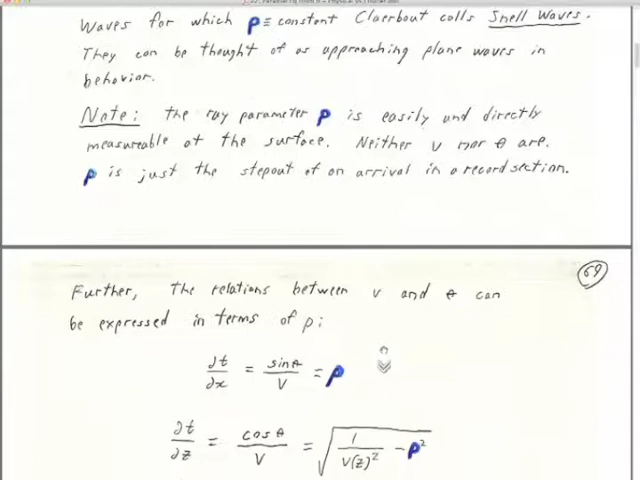 Waves for which p ≡ constant Claerbout calls Snell Waves.
They can be thought of as approaching plane waves in
behavior.
Note: the ray parameter p is easily and directly
measureable at the surface. Neither v nor θ are.
p is just the stepout of an arrival in a record section.
69
Further, the relations between v and θ can
be expressed in terms of p:
∂t/∂x = sinθ/V = p
∂t/∂z = cosθ/V = √(1/V(z)² − p²)